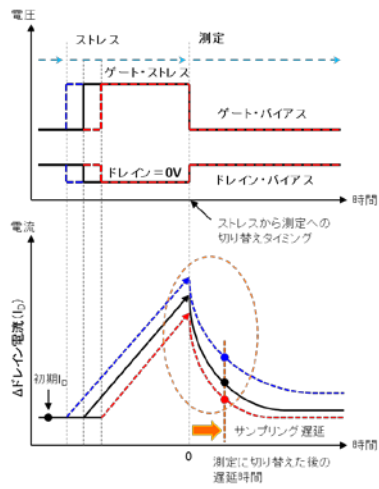 電圧
ストレス
測定
ゲート・ストレス
ゲート・バイアス
ドレイン＝0V
ドレイン・バイアス
時間
ストレスから測定への
切り替えタイミング
電流
Δドレイン電流(ID)
初期ID
サンプリング遅延
時間
0
測定に切り替えた後の
遅延時間